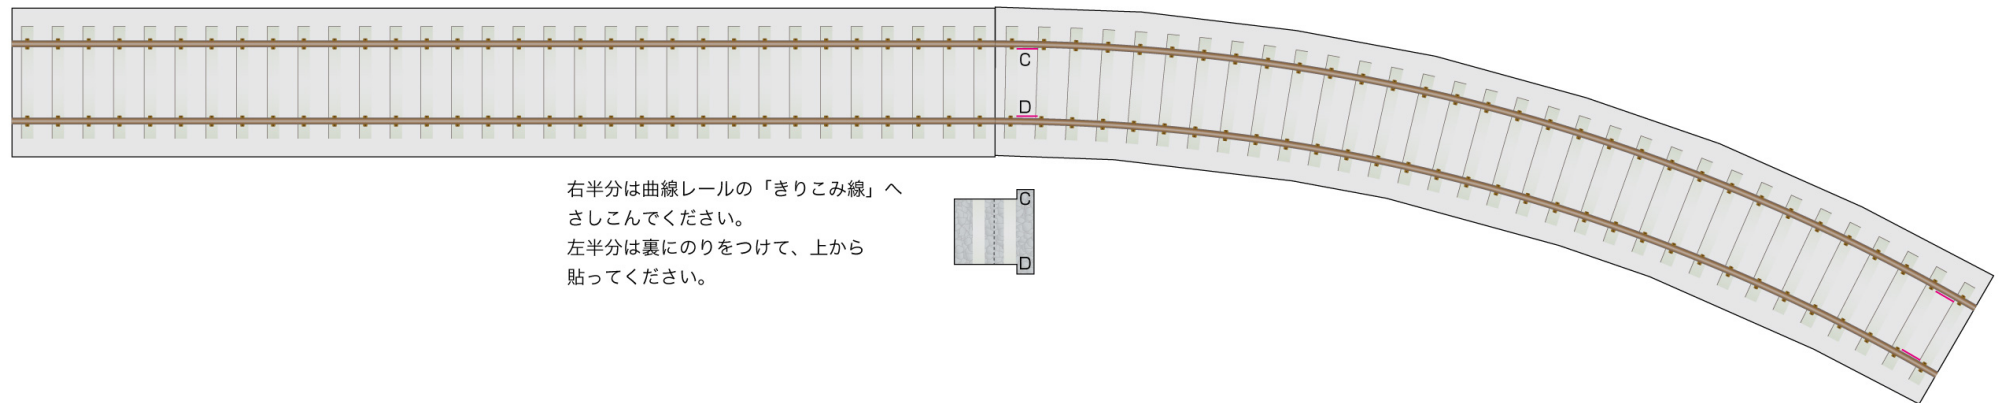 C
D
右半分は曲線レールの「きりこみ線」へ
さしこんでください。
左半分は裏にのりをつけて、上から
貼ってください。
C
D